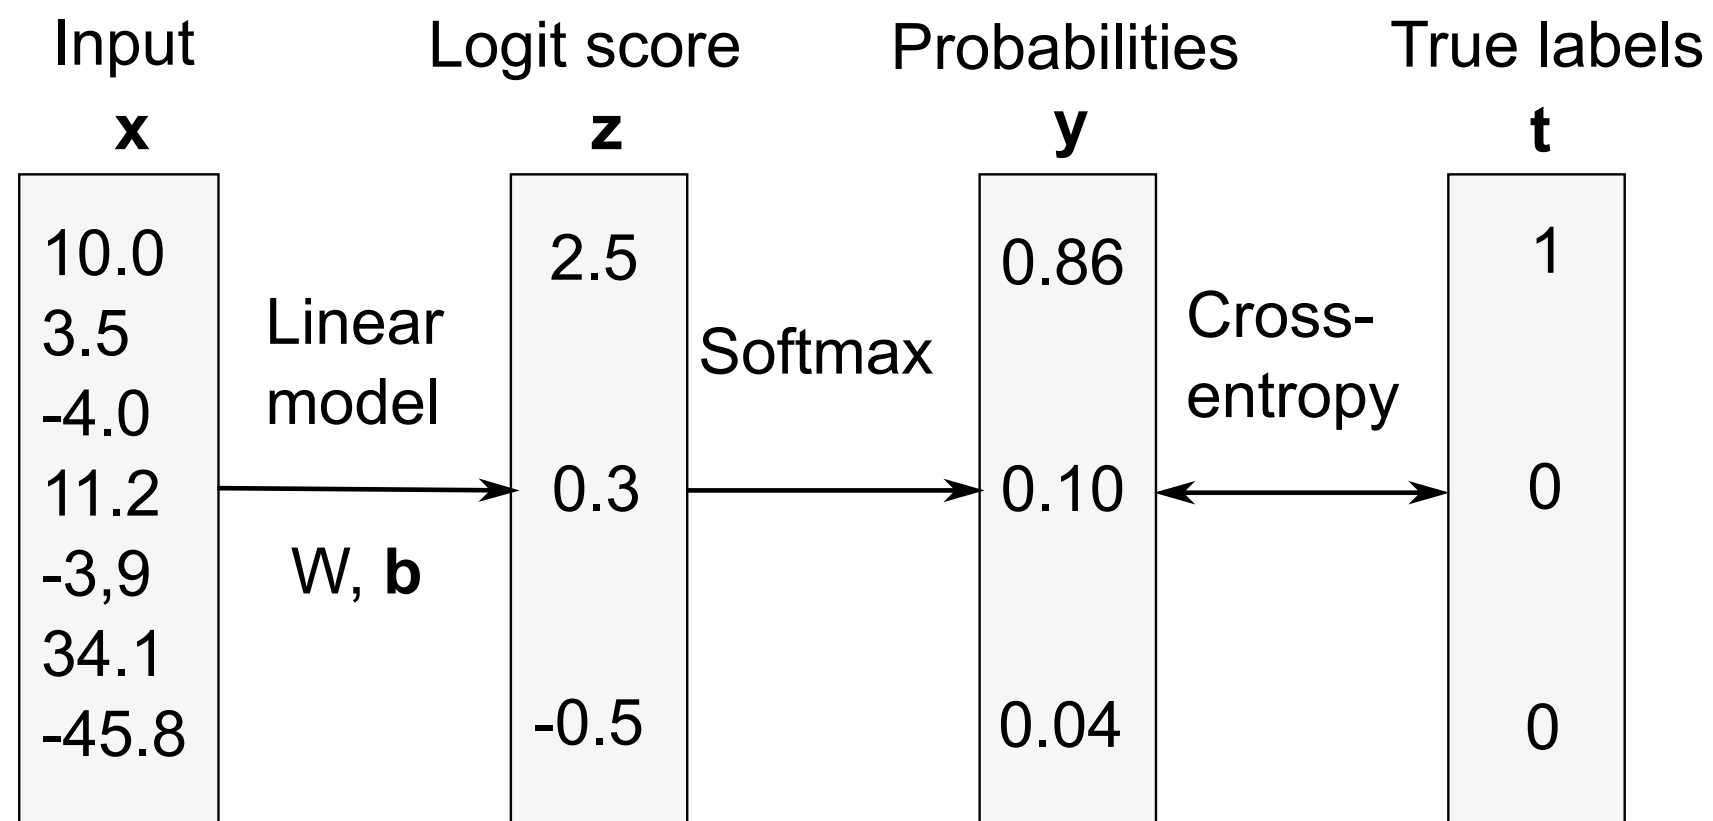 Input
x
10.0
3.5
-4.0
11.2
-3,9
34.1
-45.8
Linear
model
W, b
Logit score
z
2.5
0.3
-0.5
Softmax
Probabilities
y
0.86
0.10
0.04
Cross-
entropy
True labels
t
1
0
0